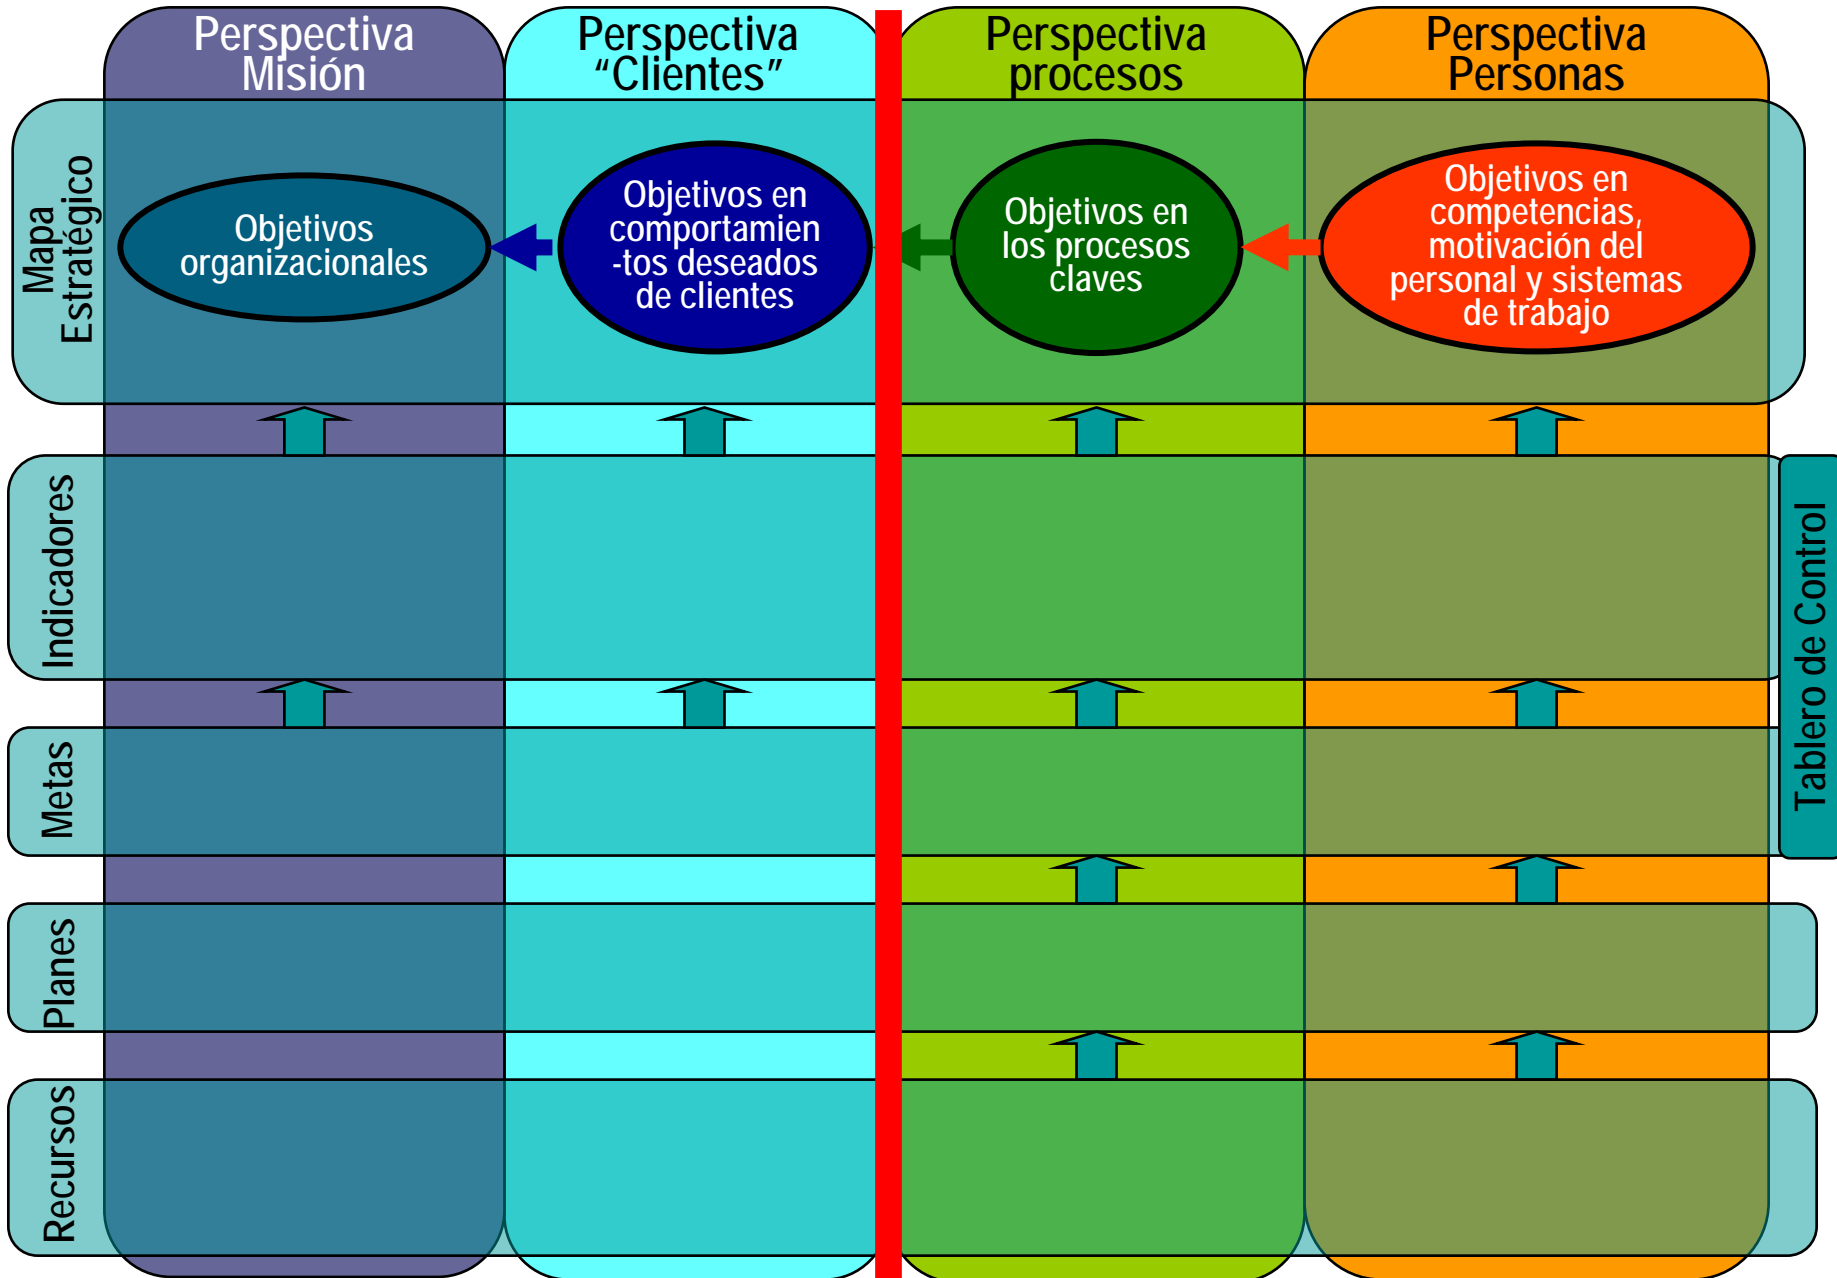 Perspectiva
Misión
Perspectiva
“Clientes”
Perspectiva
procesos
Perspectiva
Personas
Mapa
Estratégico
Objetivos
organizacionales
Objetivos en
comportamien
-tos deseados
de clientes
Objetivos en
los procesos
claves
Objetivos en
competencias,
motivación del
personal y sistemas
de trabajo
Indicadores
Tablero de Control
Metas
Planes
Recursos